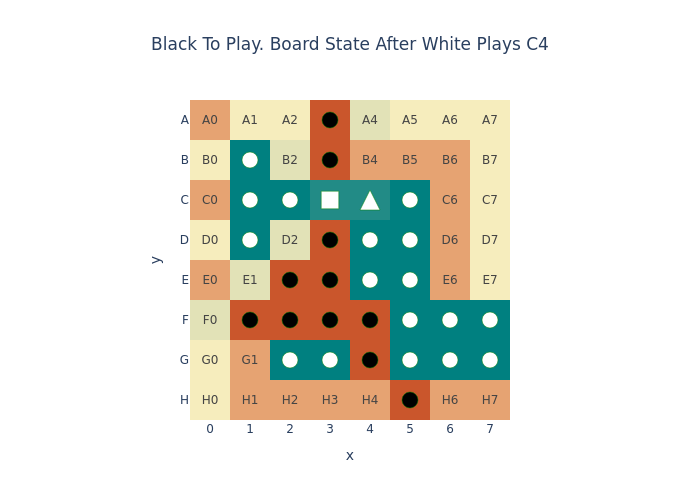 Black To Play. Board State After White Plays C4
A A0 A1 A2 A4 A5 A6 A7
B B0 B2 B4 B5 B6 B7
C C0 C6 C7
D D0 D2 D6 D7
y
E E0 E1 E6 E7
F F0
G G0 G1
H H0 H1 H2 H3 H4 H6 H7
0 1 2 3 4 5 6 7
x